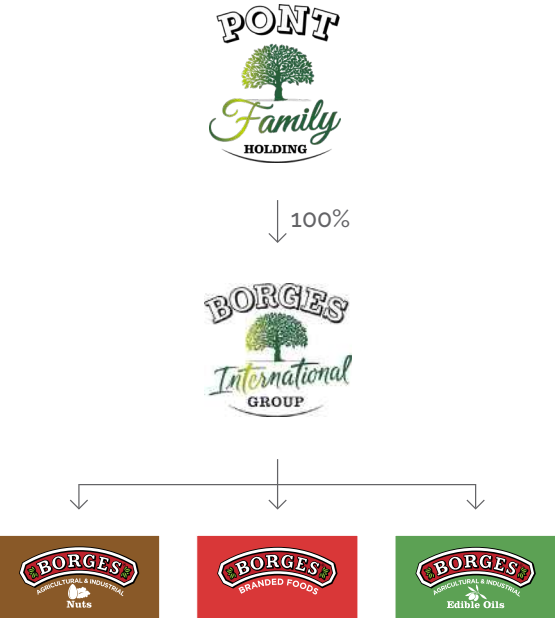 PONT
Family
HOLDING
100%
BORGES
International
GROUP
BORGES
AGRICULTURAL & INDUSTRIAL
Nuts
BORGES
BRANDED FOODS
BORGES
AGRICULTURAL & INDUSTRIAL
Edible Oils